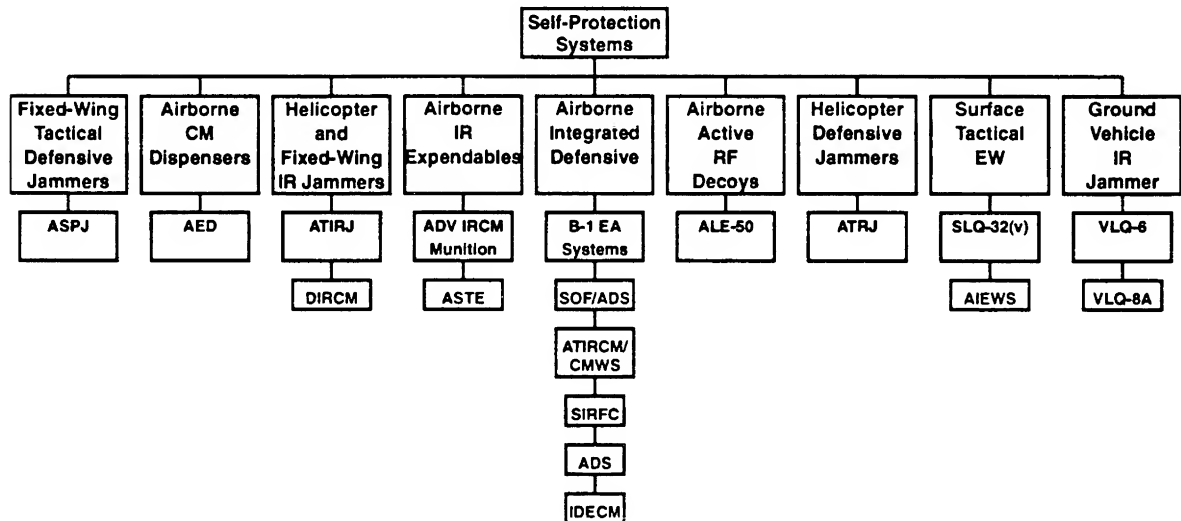 Self-Protection
Systems
Fixed-Wing
Tactical
Defensive
Jammers
Airborne
CM
Dispensers
Helicopter
and
Fixed-Wing
IR Jammers
Airborne
IR
Expendables
Airborne
Integrated
Defensive
Airborne
Active
RF
Decoys
Helicopter
Defensive
Jammers
Surface
Tactical
EW
Ground
Vehicle
IR
Jammer
ASPJ
AED
ATIRJ
ADV IRCM
Munition
B-1 EA
Systems
ALE-50
ATRJ
SLQ-32(v)
VLQ-6
DIRCM
ASTE
SOF/ADS
AIEWS
VLQ-8A
ATIRCM/
CMWS
SIRFC
ADS
IDECM